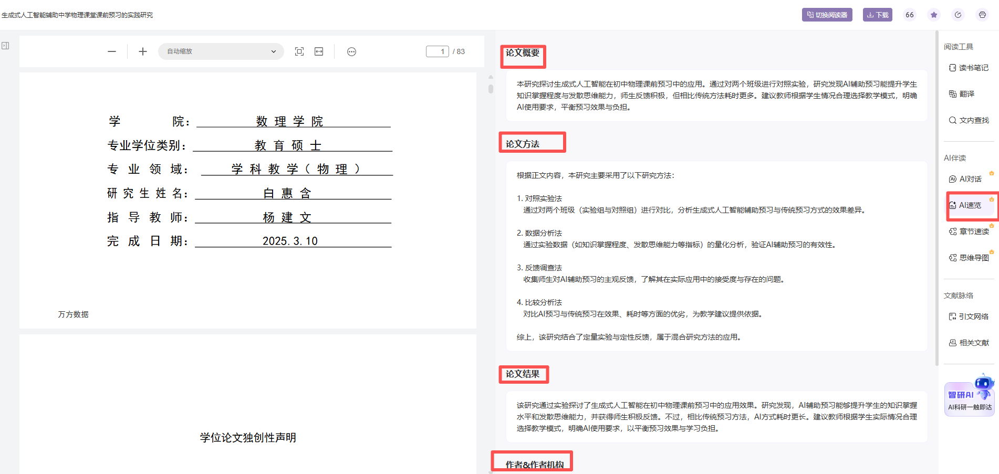 生成式人工智能辅助中学物理课堂课前预习的实践研究
切换阅读器
下载
66
自动缩放
1 / 83
学 院：数 理 学 院
专业学位类别：教 育 硕 士
专 业 领 域：学 科 教 学（ 物 理 ）
研 究 生 姓 名：白 惠 含
指 导 教 师：杨 建 文
完 成 日 期：2025.3.10
万方数据
学位论文独创性声明
论文概要
本研究探讨生成式人工智能在初中物理课前预习中的应用。通过对两个班级进行对照实验，研究发现AI辅助预习能提升学生
知识掌握程度与发散思维能力，师生反馈积极，但相比传统方法耗时更多。建议教师根据学生情况合理选择教学模式，明确
AI使用要求，平衡预习效果与负担。
论文方法
根据正文内容，本研究主要采用了以下研究方法：
1. 对照实验法
通过对两个班级（实验组与对照组）进行对比，分析生成式人工智能辅助预习与传统预习方式的效果差异。
2. 数据分析法
通过实验数据（如知识掌握程度、发散思维能力等指标）的量化分析，验证AI辅助预习的有效性。
3. 反馈调查法
收集师生对AI辅助预习的主观反馈，了解其在实际应用中的接受度与存在的问题。
4. 比较分析法
对比AI预习与传统预习在效果、耗时等方面的优劣，为教学建议提供依据。
综上，该研究结合了定量实验与定性反馈，属于混合研究方法的应用。
论文结果
该研究通过实验探讨了生成式人工智能在初中物理课前预习中的应用效果。研究发现，AI辅助预习能够提升学生的知识掌握
水平和发散思维能力，并获得师生积极反馈。不过，相比传统预习方法，AI方式耗时更长。建议教师根据学生实际情况合理
选择教学模式，明确AI使用要求，以平衡预习效果与学习负担。
作者&作者机构
阅读工具
读书笔记
翻译
文内查找
AI伴读
AI对话
AI速览
章节速读
思维导图
文献脉络
引文网络
相关文献
智研AI
AI科研一触即达